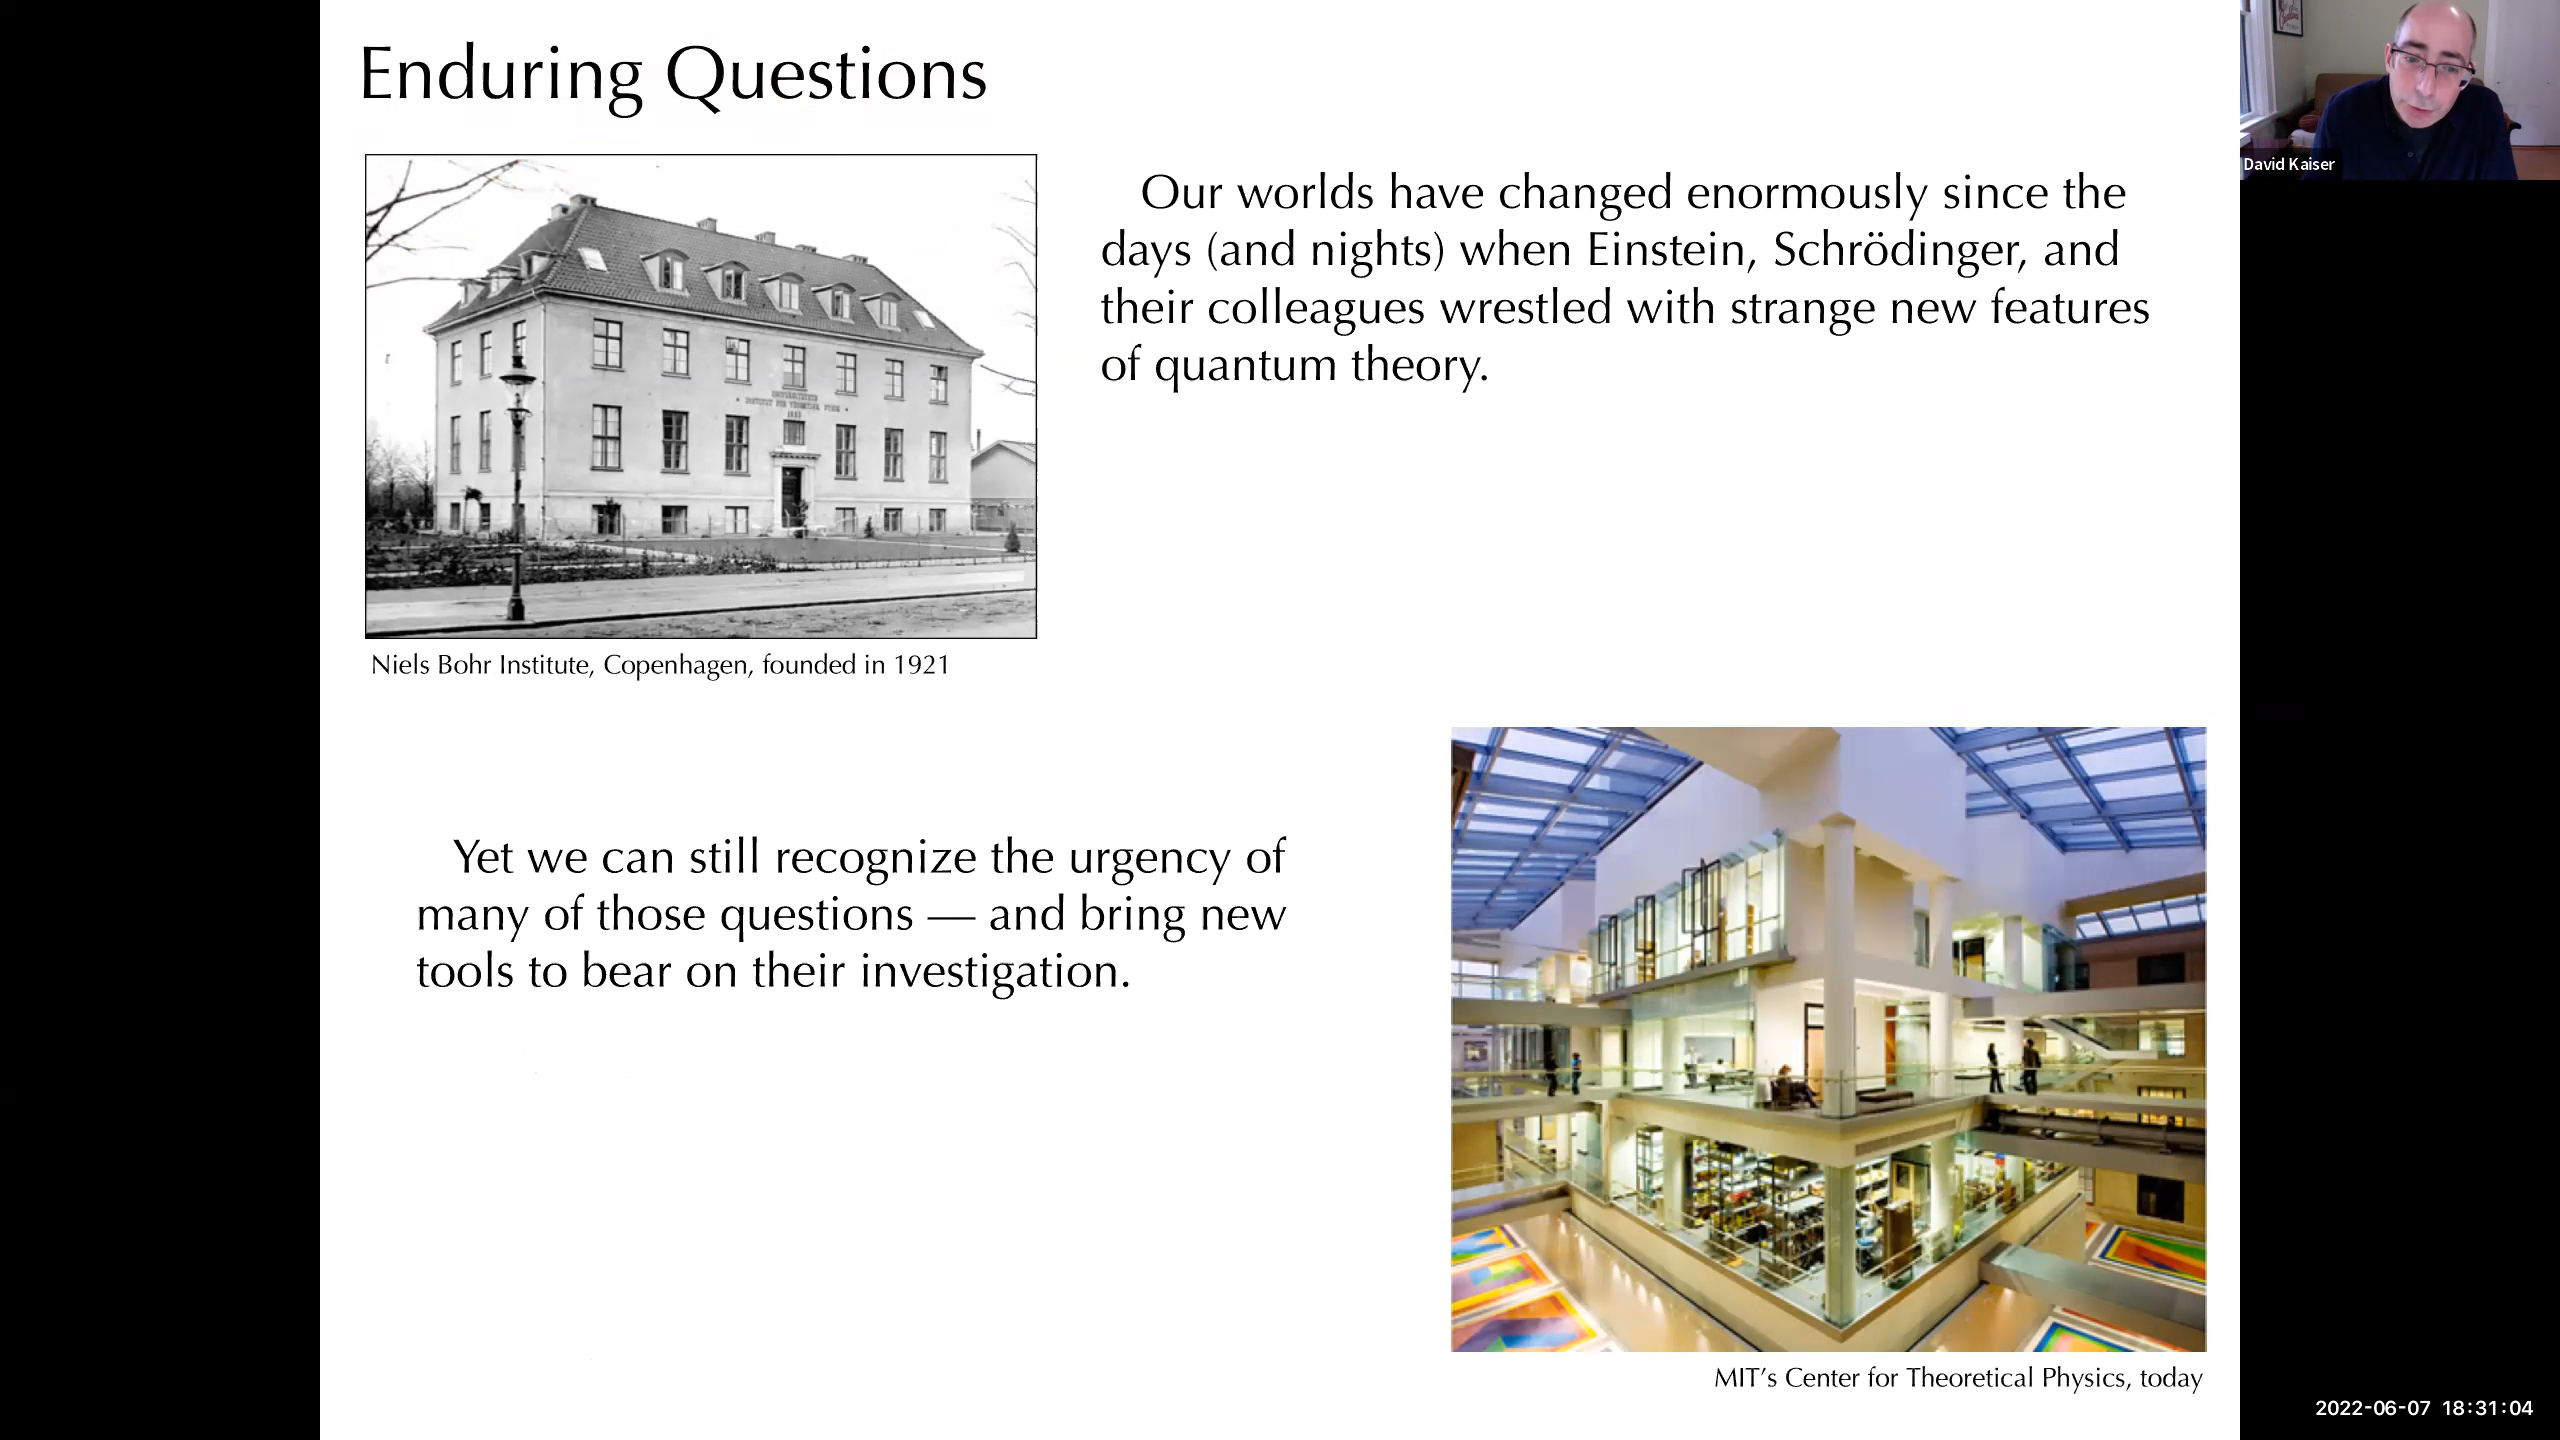 Enduring Questions
David Kaiser
Our worlds have changed enormously since the
days (and nights) when Einstein, Schrödinger, and
their colleagues wrestled with strange new features
of quantum theory.
Niels Bohr Institute, Copenhagen, founded in 1921
Yet we can still recognize the urgency of
many of those questions — and bring new
tools to bear on their investigation.
MIT’s Center for Theoretical Physics, today
2022-06-07 18:31:04